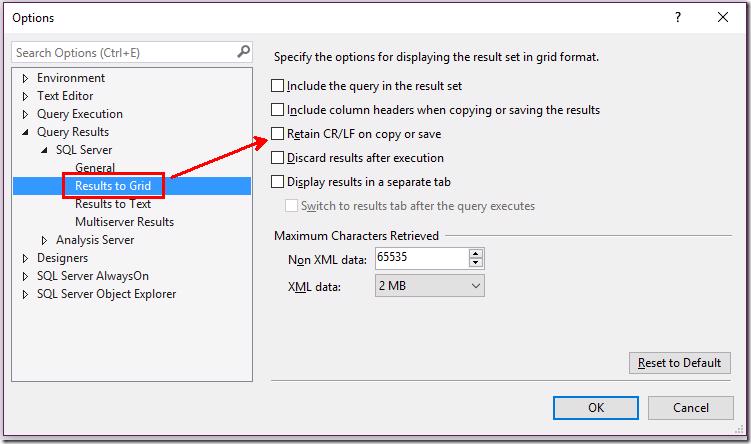 Options
?
Search Options (Ctrl+E)
Environment
Text Editor
Query Execution
Query Results
SQL Server
General
Results to Grid
Results to Text
Multiserver Results
Analysis Server
Designers
SQL Server AlwaysOn
SQL Server Object Explorer
Specify the options for displaying the result set in grid format.
Include the query in the result set
Include column headers when copying or saving the results
Retain CR/LF on copy or save
Discard results after execution
Display results in a separate tab
Switch to results tab after the query executes
Maximum Characters Retrieved
Non XML data: 65535
XML data: 2 MB
Reset to Default
OK Cancel